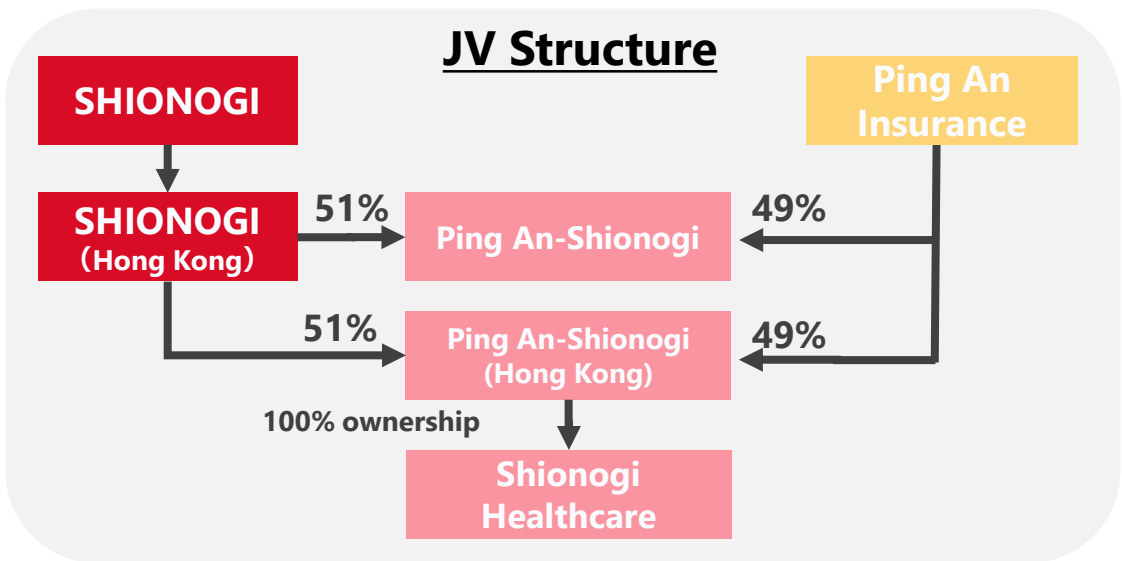 JV Structure
SHIONOGI
Ping An
Insurance
SHIONOGI
（Hong Kong）
51%
Ping An-Shionogi
49%
51%
Ping An-Shionogi
(Hong Kong)
49%
100% ownership
Shionogi
Healthcare